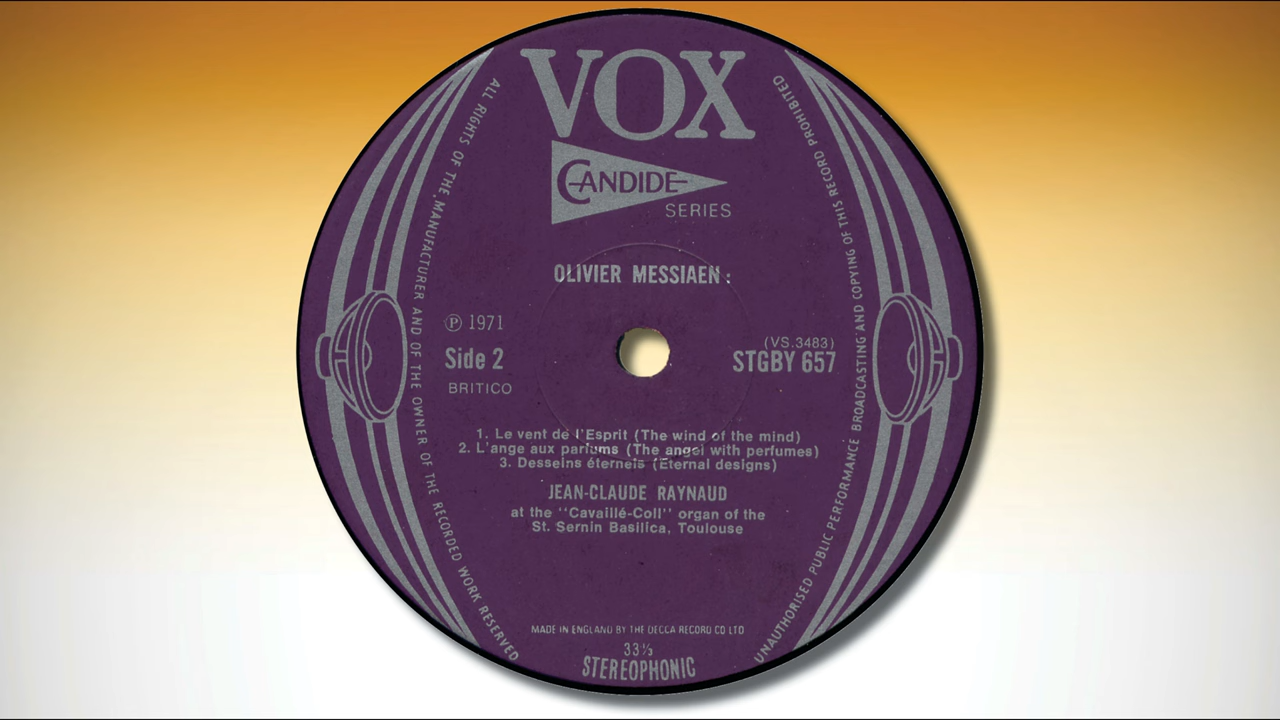 VOX
CANDIDE
SERIES
OLIVIER MESSIAEN :
Ⓟ 1971
Side 2
BRITICO
(VS.3483)
STGBY 657
1. Le vent de l'Esprit (The wind of the mind)
2. L'ange aux parfums (The angel with perfumes)
3. Desseins éternels (Eternal designs)
JEAN-CLAUDE RAYNAUD
at the "Cavaillé-Coll" organ of the
St. Sernin Basilica, Toulouse
MADE IN ENGLAND BY THE DECCA RECORD CO LTD
33⅓
STEREOPHONIC
ALL RIGHTS OF THE MANUFACTURER AND OF THE OWNER OF THE RECORDED WORK RESERVED
UNAUTHORISED PUBLIC PERFORMANCE BROADCASTING AND COPYING OF THIS RECORD PROHIBITED